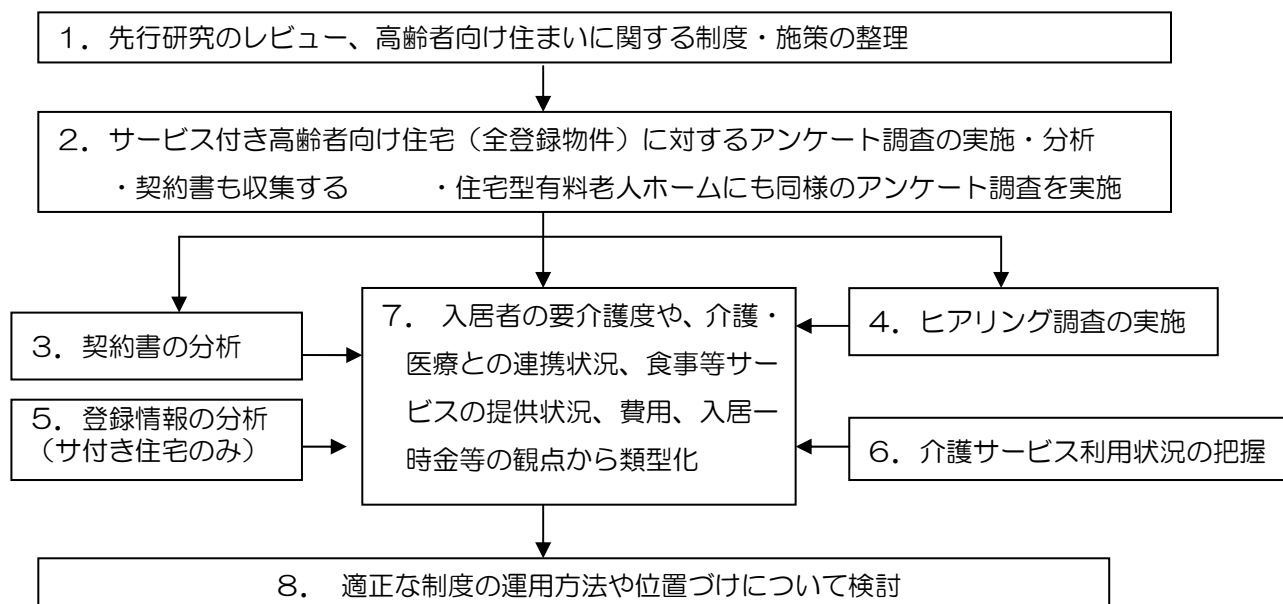 1．先行研究のレビュー、高齢者向け住まいに関する制度・施策の整理
2．サービス付き高齢者向け住宅（全登録物件）に対するアンケート調査の実施・分析
・契約書も収集する　　・住宅型有料老人ホームにも同様のアンケート調査を実施
3．契約書の分析
5．登録情報の分析
（サ付き住宅のみ）
7．　入居者の要介護度や、介護・
医療との連携状況、食事等サー
ビスの提供状況、費用、入居一
時金等の観点から類型化
4．ヒアリング調査の実施
6．介護サービス利用状況の把握
8．　適正な制度の運用方法や位置づけについて検討